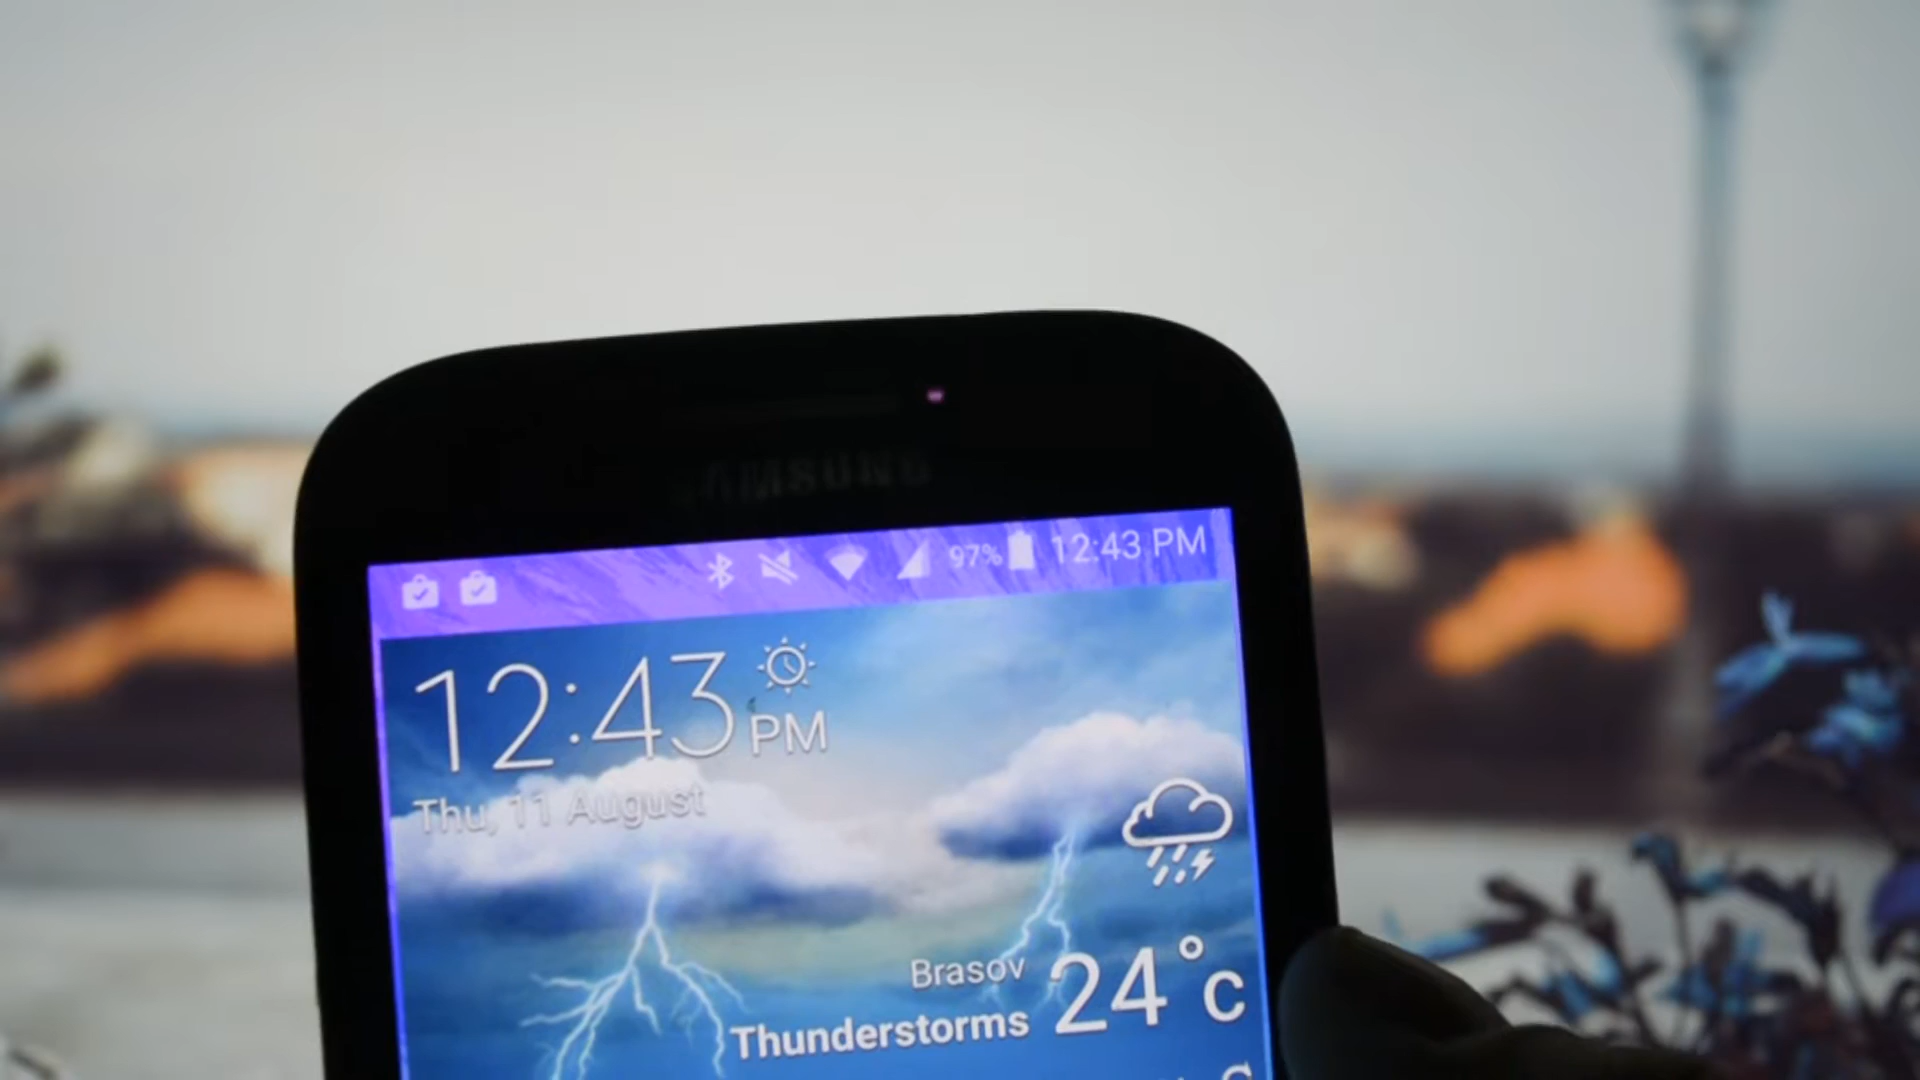 SAMSUNG
97% 12:43 PM
12:43 PM
Thu, 11 August
Brasov
24°C
Thunderstorms